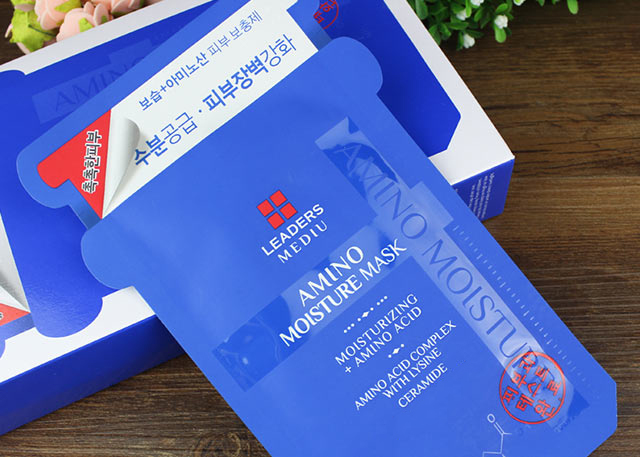 보습+아미노산 피부 보충제
수분공급 · 피부장벽강화
촉촉한피부
LEADERS
MEDIU
AMINO
MOISTURE MASK
MOISTURIZING
+ AMINO ACID
AMINO ACID COMPLEX
WITH LYSINE
CERAMIDE
AMINO MOISTUR
AMINO